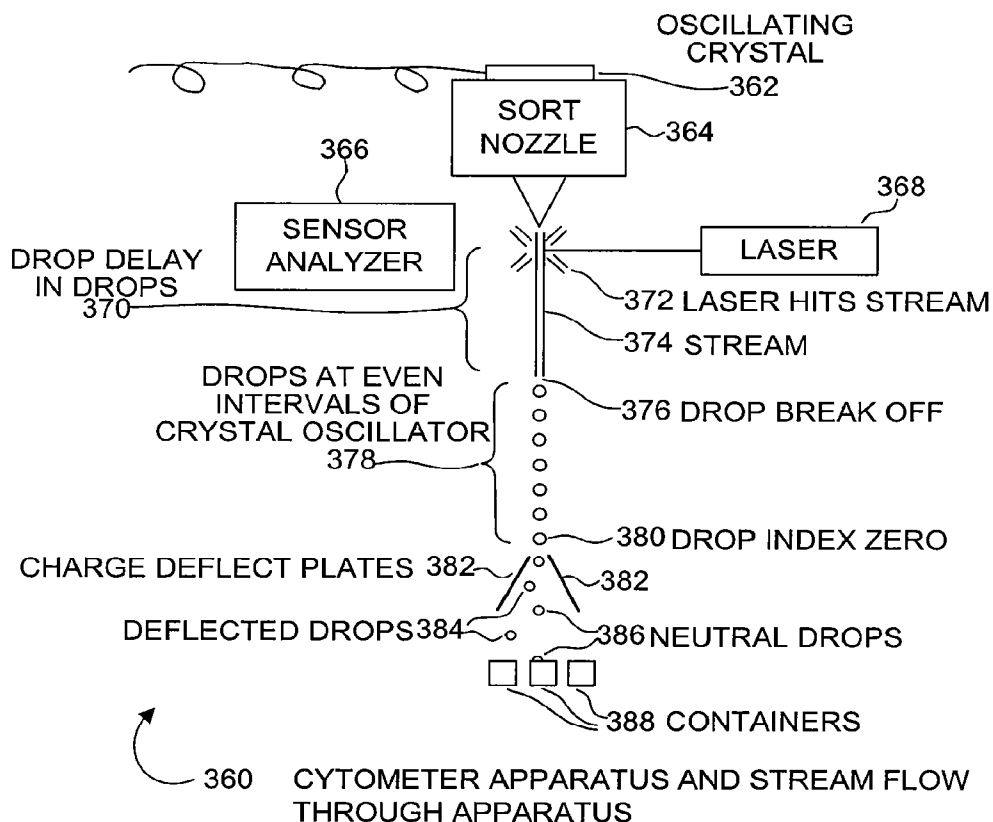 OSCILLATING
CRYSTAL
362
SORT
NOZZLE
364
366
SENSOR
ANALYZER
368
LASER
DROP DELAY
IN DROPS
370
372 LASER HITS STREAM
374 STREAM
DROPS AT EVEN
INTERVALS OF
CRYSTAL OSCILLATOR
378
376 DROP BREAK OFF
380 DROP INDEX ZERO
CHARGE DEFLECT PLATES 382
382
DEFLECTED DROPS 384
386 NEUTRAL DROPS
388 CONTAINERS
360 CYTOMETER APPARATUS AND STREAM FLOW
THROUGH APPARATUS